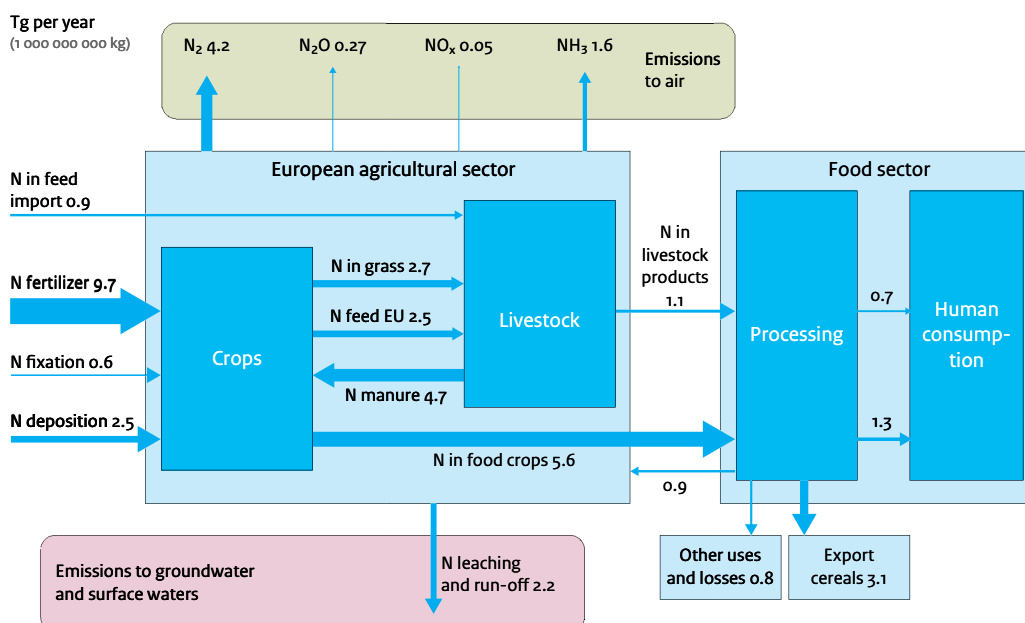 Tg per year
(1 000 000 000 kg)
N₂ 4.2
N₂O 0.27
NOₓ 0.05
NH₃ 1.6
Emissions
to air
European agricultural sector
Food sector
N in feed
import 0.9
N fertilizer 9.7
N fixation 0.6
N deposition 2.5
Crops
N in grass 2.7
N feed EU 2.5
N manure 4.7
Livestock
N in
livestock
products
1.1
Processing
0.7
1.3
Human
consump-
tion
N in food crops 5.6
0.9
Other uses
and losses 0.8
Export
cereals 3.1
Emissions to groundwater
and surface waters
N leaching
and run-off 2.2